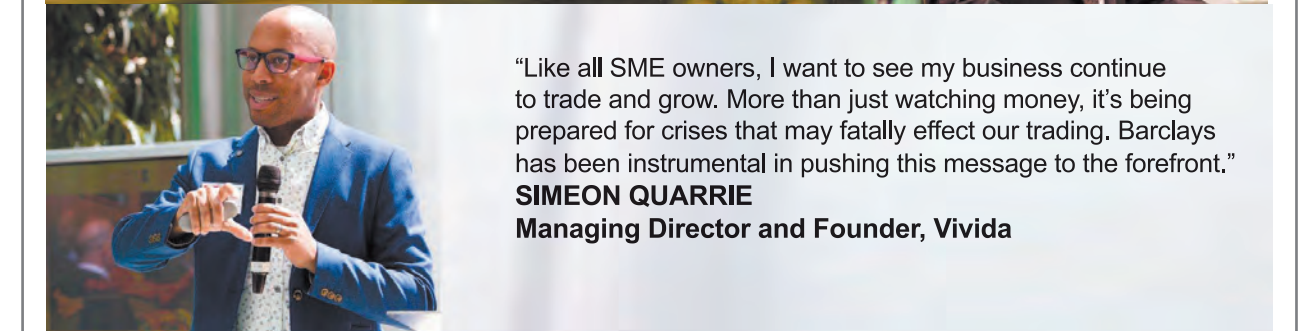 “Like all SME owners, I want to see my business continue
to trade and grow. More than just watching money, it’s being
prepared for crises that may fatally effect our trading. Barclays
has been instrumental in pushing this message to the forefront.”
SIMEON QUARRIE
Managing Director and Founder, Vivida